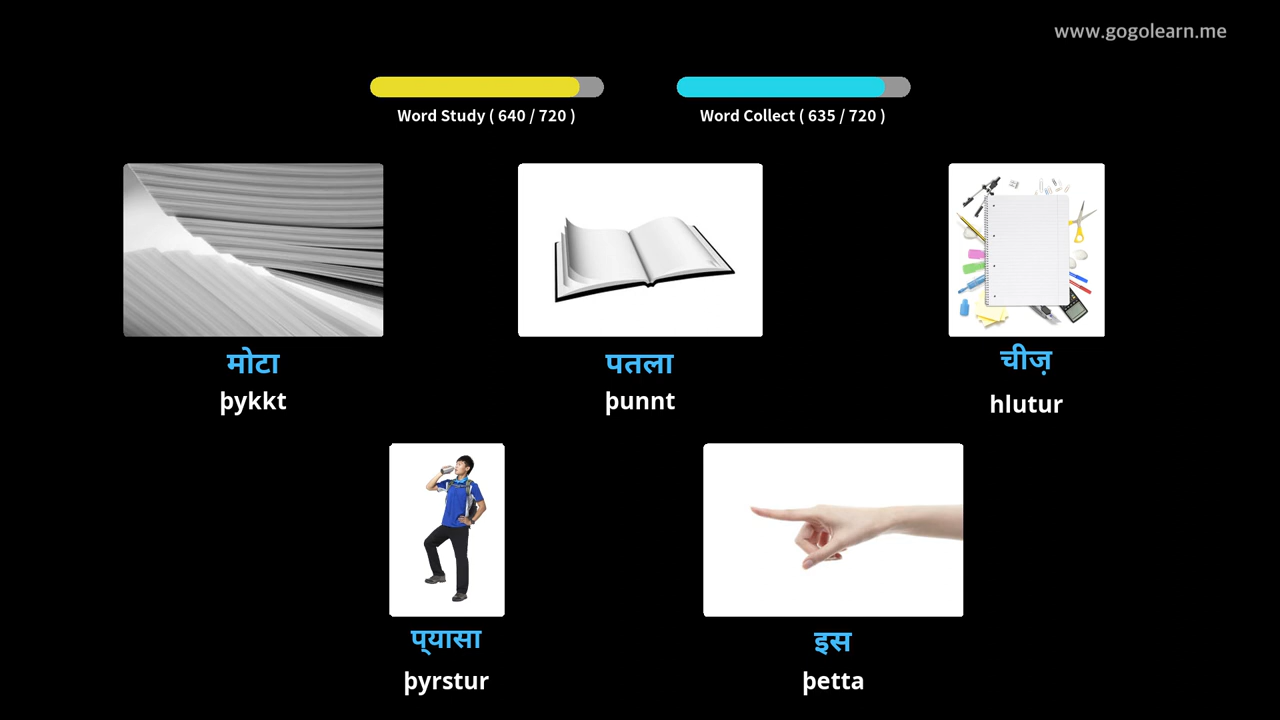 www.gogolearn.me
Word Study ( 640 / 720 )
Word Collect ( 635 / 720 )
मोटा
पतला
चीज़
þykkt
þunnt
hlutur
प्यासा
इस
þyrstur
þetta